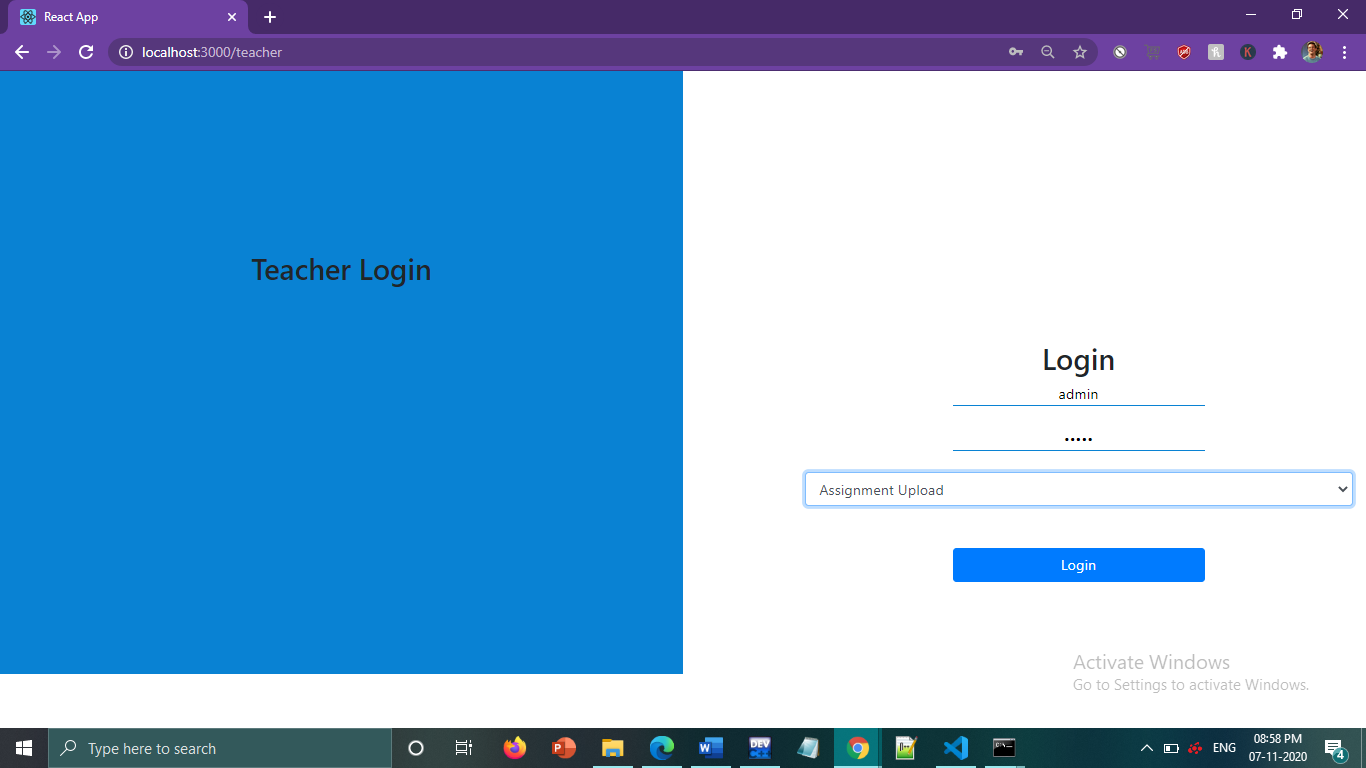 React App
localhost:3000/teacher
Teacher Login
Login
admin
•••••
Assignment Upload
Login
Activate Windows
Go to Settings to activate Windows.
Type here to search
DEV
ENG
08:58 PM
07-11-2020
4